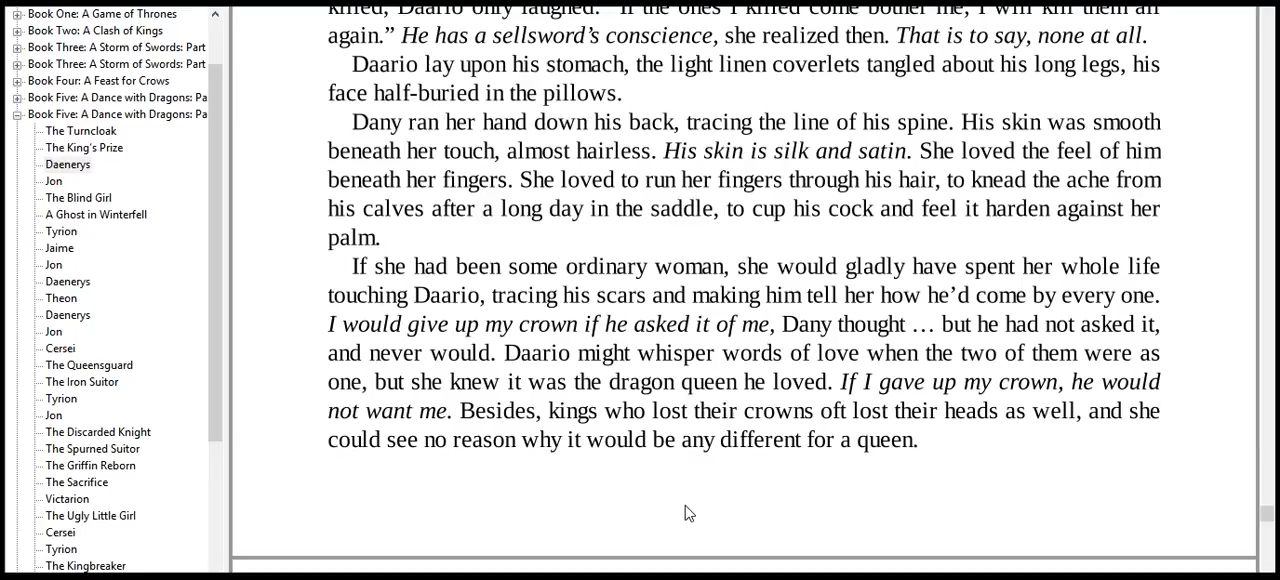 Book One: A Game of Thrones
Book Two: A Clash of Kings
Book Three: A Storm of Swords: Part
Book Three: A Storm of Swords: Part
Book Four: A Feast for Crows
Book Five: A Dance with Dragons: Pa
Book Five: A Dance with Dragons: Pa
The Turncloak
The King's Prize
Daenerys
Jon
The Blind Girl
A Ghost in Winterfell
Tyrion
Jaime
Jon
Daenerys
Theon
Daenerys
Jon
Cersei
The Queensguard
The Iron Suitor
Tyrion
Jon
The Discarded Knight
The Spurned Suitor
The Griffin Reborn
The Sacrifice
Victarion
The Ugly Little Girl
Cersei
Tyrion
The Kingbreaker
killed, Daario only laughed. “If the ones I killed come bother me, I will kill them all
again.” He has a sellsword’s conscience, she realized then. That is to say, none at all.
Daario lay upon his stomach, the light linen coverlets tangled about his long legs, his
face half-buried in the pillows.
Dany ran her hand down his back, tracing the line of his spine. His skin was smooth
beneath her touch, almost hairless. His skin is silk and satin. She loved the feel of him
beneath her fingers. She loved to run her fingers through his hair, to knead the ache from
his calves after a long day in the saddle, to cup his cock and feel it harden against her
palm.
If she had been some ordinary woman, she would gladly have spent her whole life
touching Daario, tracing his scars and making him tell her how he’d come by every one.
I would give up my crown if he asked it of me, Dany thought … but he had not asked it,
and never would. Daario might whisper words of love when the two of them were as
one, but she knew it was the dragon queen he loved. If I gave up my crown, he would
not want me. Besides, kings who lost their crowns oft lost their heads as well, and she
could see no reason why it would be any different for a queen.